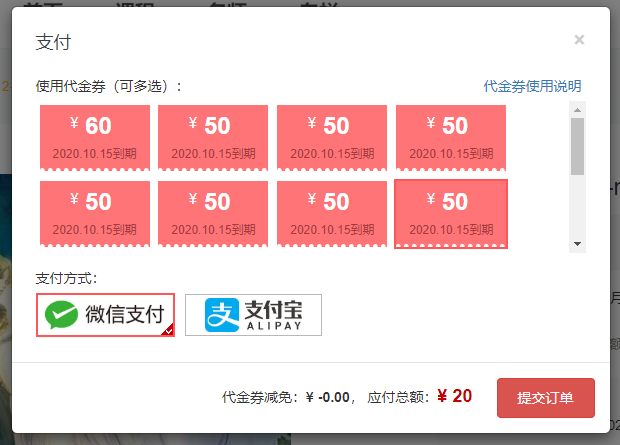 支付 ×
使用代金券（可多选）： 代金券使用说明
¥ 60 ¥ 50 ¥ 50 ¥ 50
2020.10.15到期 2020.10.15到期 2020.10.15到期 2020.10.15到期
¥ 50 ¥ 50 ¥ 50 ¥ 50
2020.10.15到期 2020.10.15到期 2020.10.15到期 2020.10.15到期
支付方式：
微信支付 支 支付宝
ALIPAY
代金券减免：¥ -0.00， 应付总额：¥ 20 提交订单